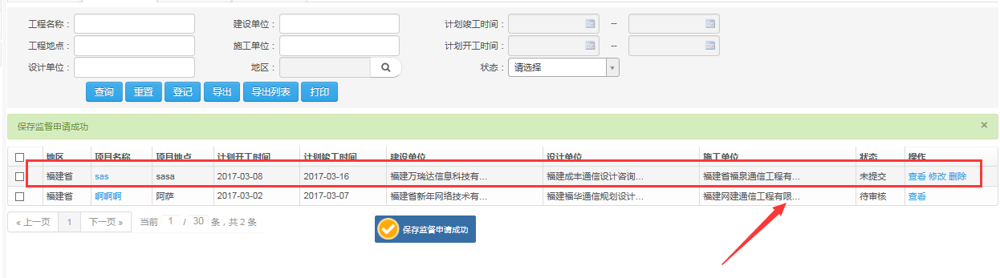 工程名称： 建设单位： 计划竣工时间： --
工程地点： 施工单位： 计划开工时间： --
设计单位： 地区： 状态： 请选择
查询 重置 登记 导出 导出列表 打印
保存监督申请成功 ×
地区 项目名称 项目地点 计划开工时间 计划竣工时间 建设单位 设计单位 施工单位 状态 操作
福建省 sas sasa 2017-03-08 2017-03-16 福建万瑞达信息科技有... 福建成丰通信设计咨询... 福建省福泉通信工程有... 未提交 查看 修改 删除
福建省 啊啊啊 阿萨 2017-03-02 2017-03-07 福建省新年网络技术有... 福建福华通信规划设计... 福建网建通信工程有限... 待审核 查看
« 上一页 1 下一页 » 当前 1 / 30 条，共 2 条
保存监督申请成功